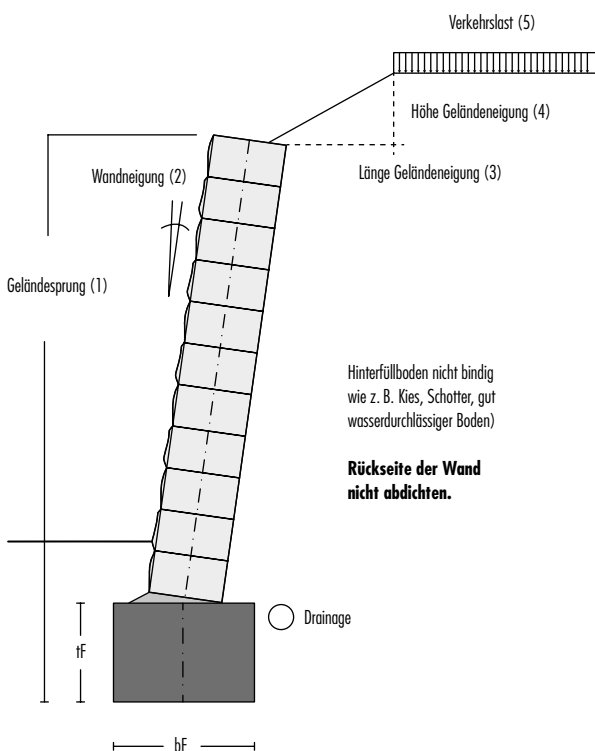 Verkehrslast (5)
Höhe Geländeneigung (4)
Länge Geländeneigung (3)
Wandneigung (2)
Geländesprung (1)
Hinterfüllboden nicht bindig
wie z. B. Kies, Schotter, gut
wasserdurchlässiger Boden)
Rückseite der Wand
nicht abdichten.
Drainage
tF
bF